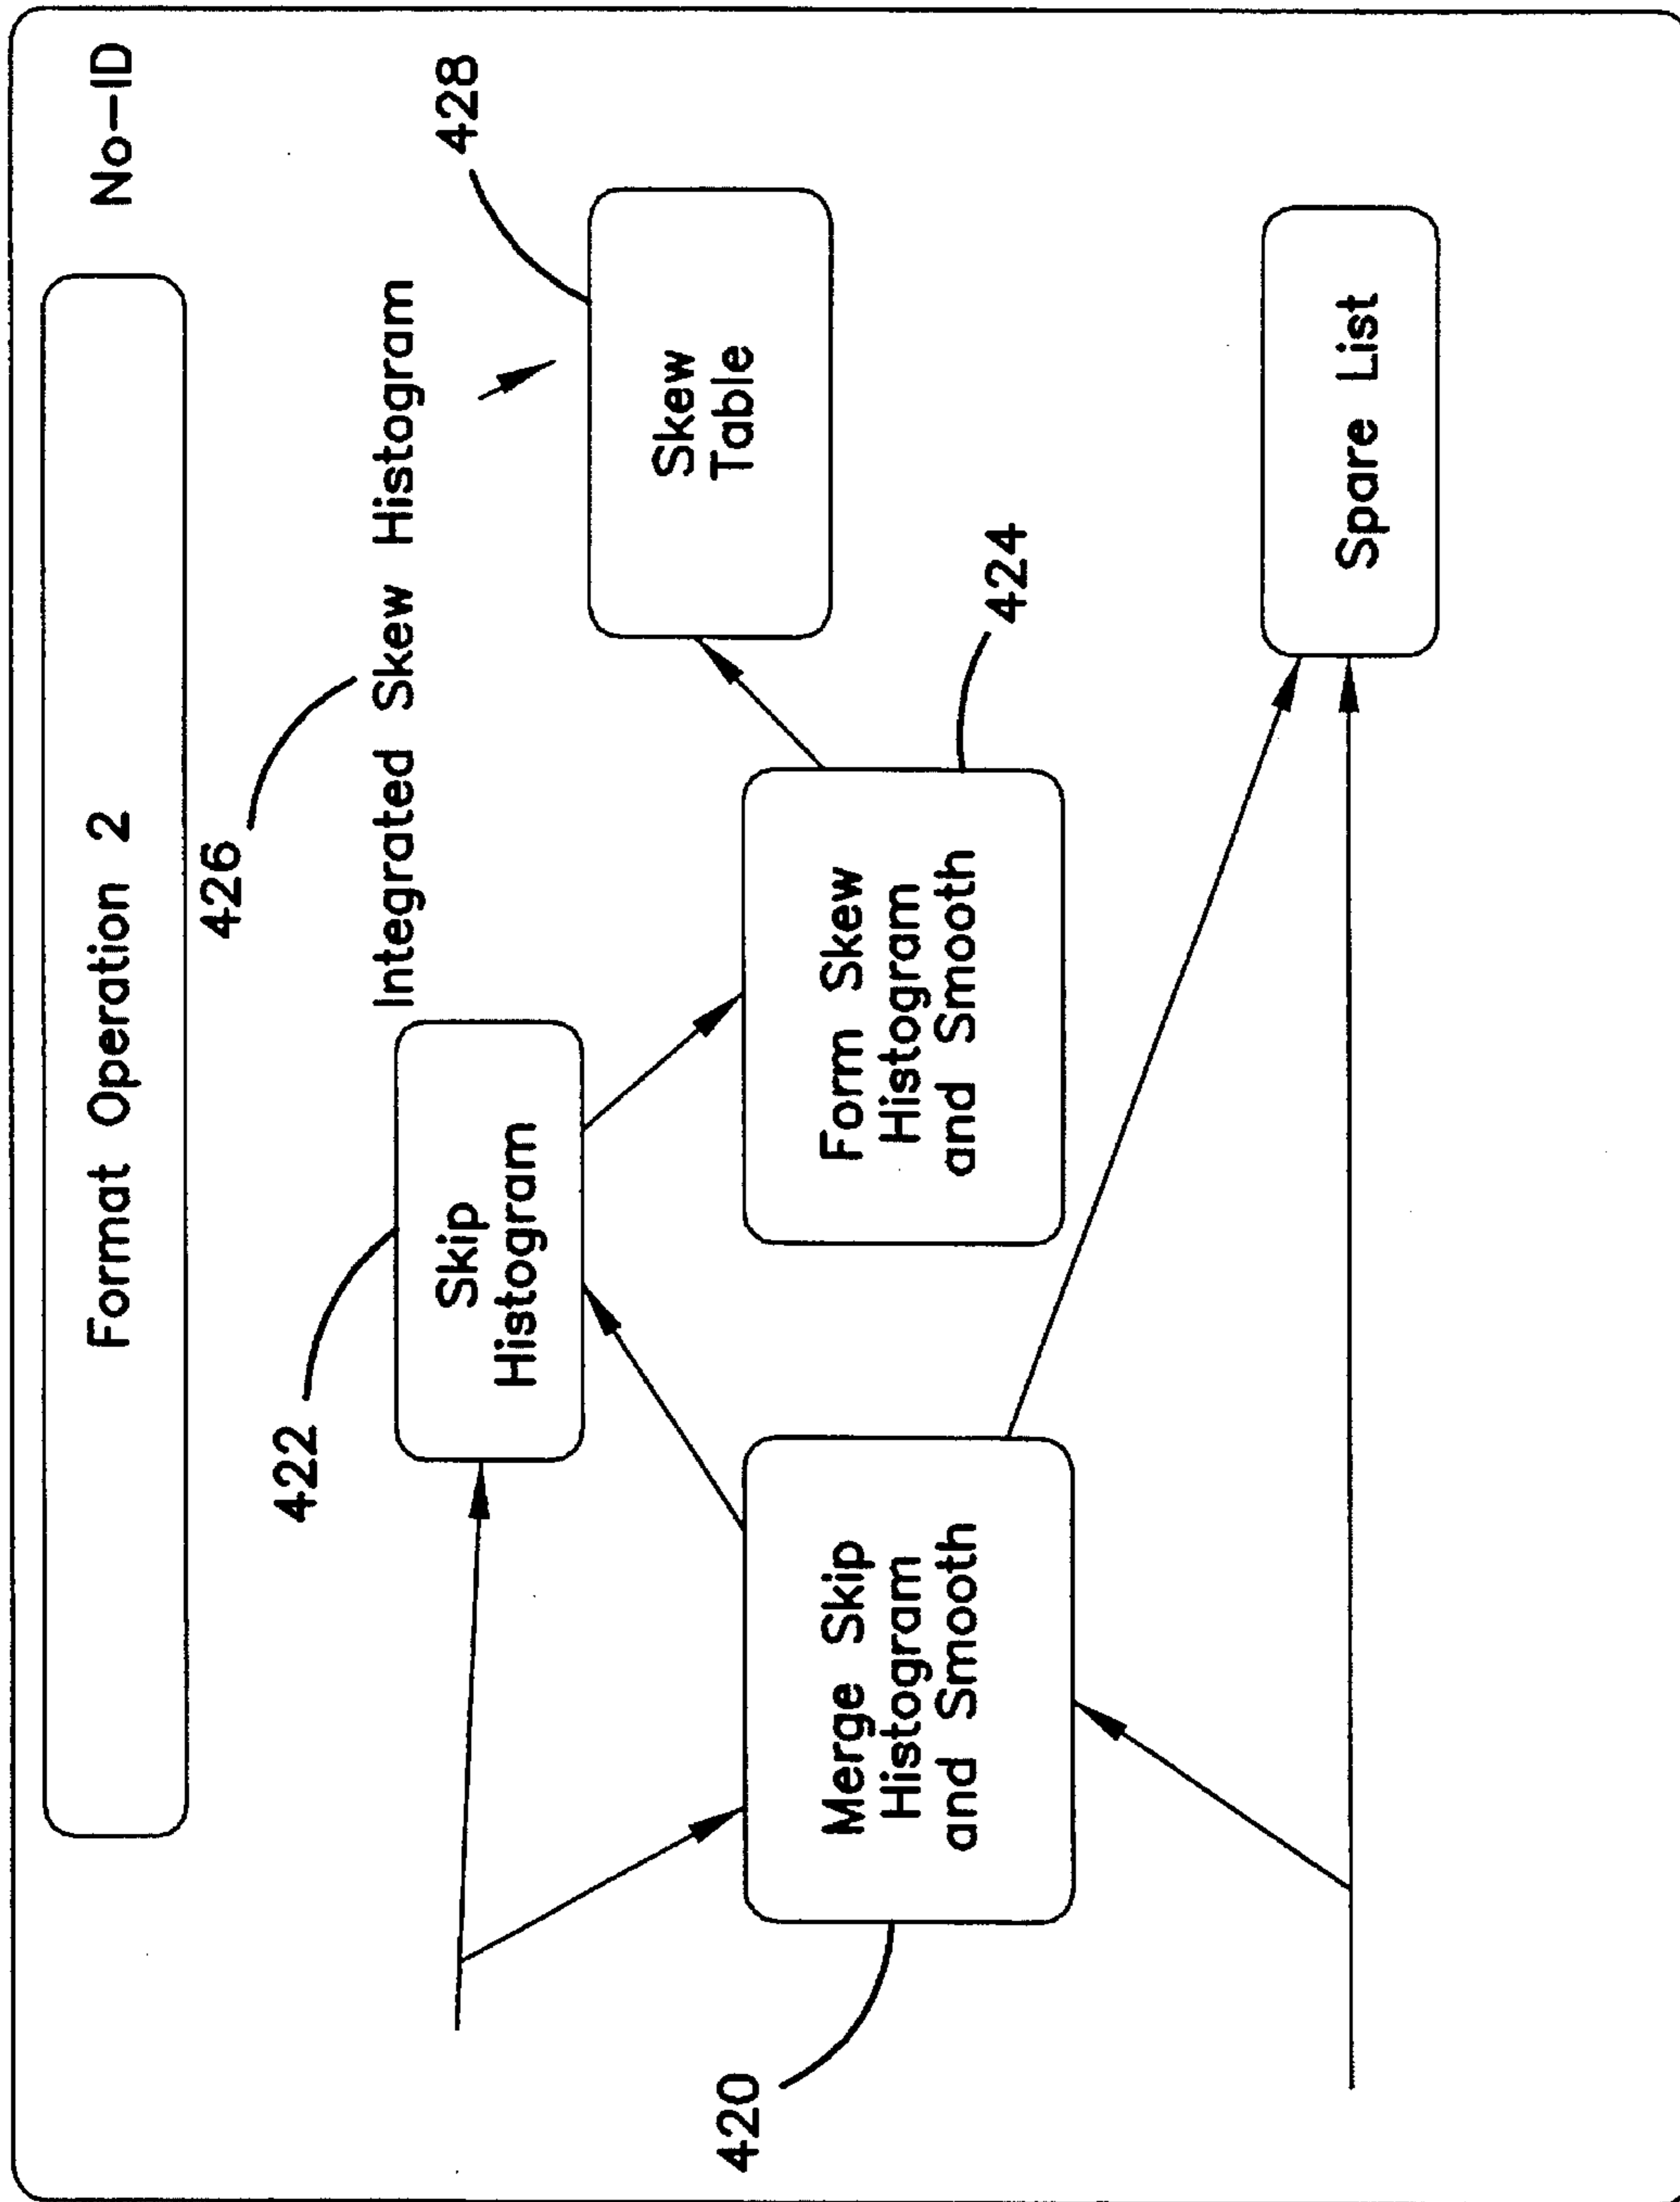 Format Operation 2
No-ID
426
Integrated Skew Histogram
428
422
Skip
Histogram
Skew
Table
Merge Skip
Histogram
and Smooth
Form Skew
Histogram
and Smooth
424
420
Spare List